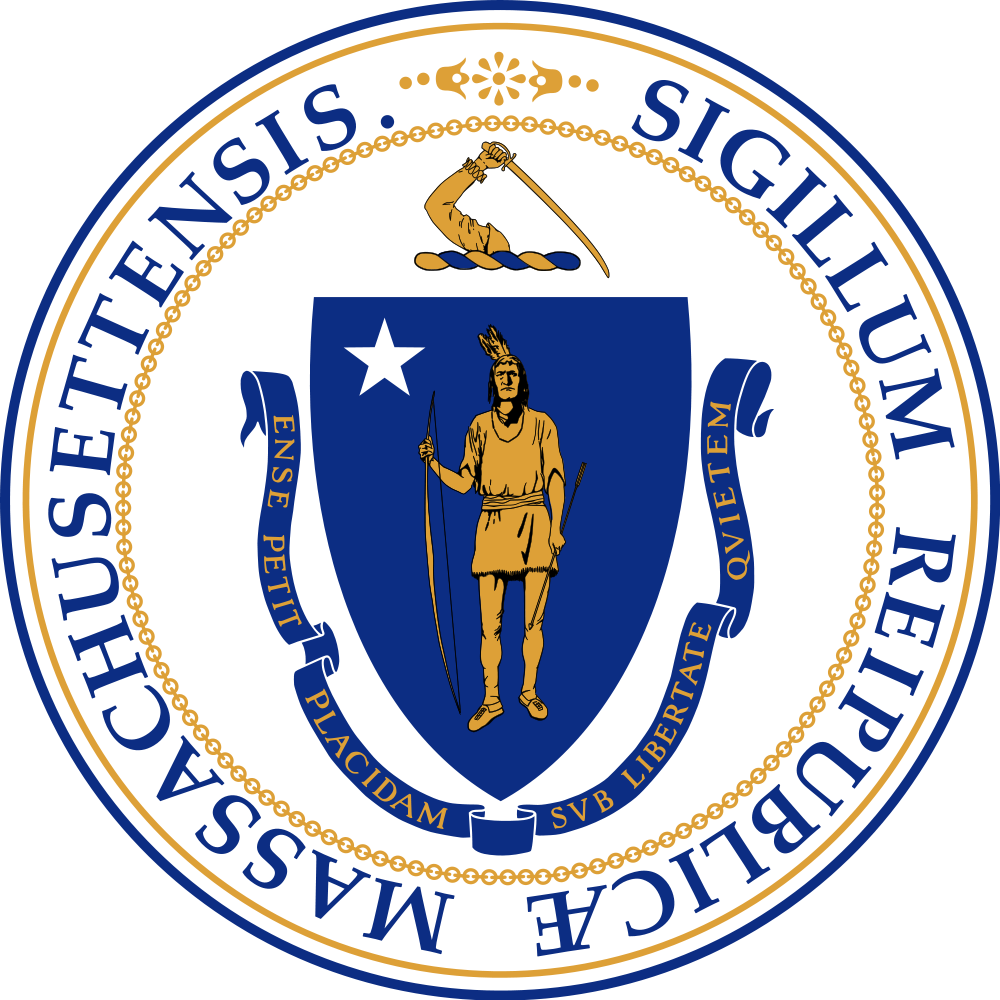 SIGILLUM REIPUBLICÆ MASSACHUSETTENSIS.
ENSE PETIT PLACIDAM SVB LIBERTATE QVIETEM